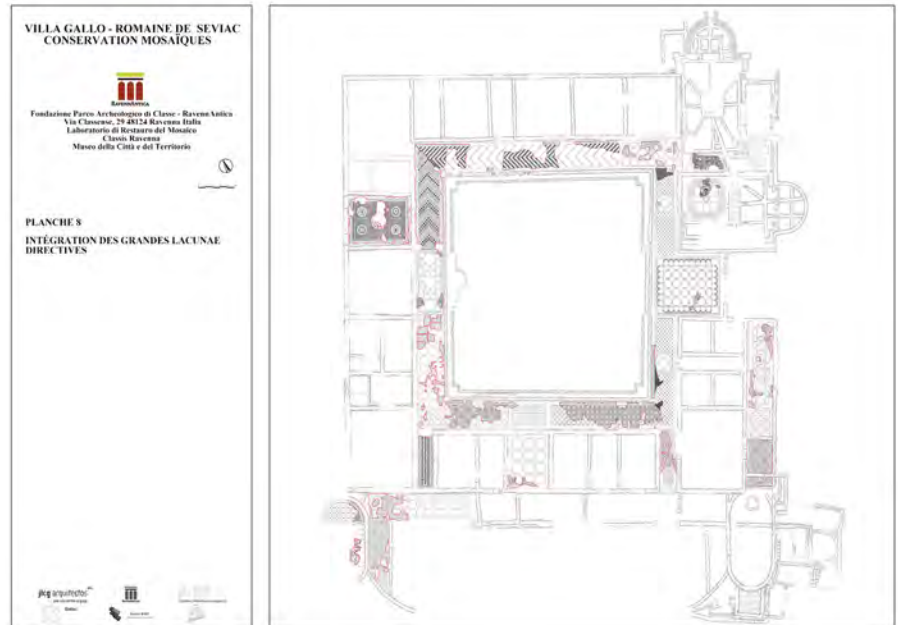 VILLA GALLO - ROMAINE DE SEVIAC
CONSERVATION MOSAÏQUES
RavennAntica
Fondazione Parco Archeologico di Classe - RavennAntica
Via Classense, 29 48124 Ravenna Italia
Laboratorio di Restauro del Mosaico
Classis Ravenna
Museo della Città e del Territorio
PLANCHE 8
INTÉGRATION DES GRANDES LACUNAE
DIRECTIVES
jlcg arquitectos